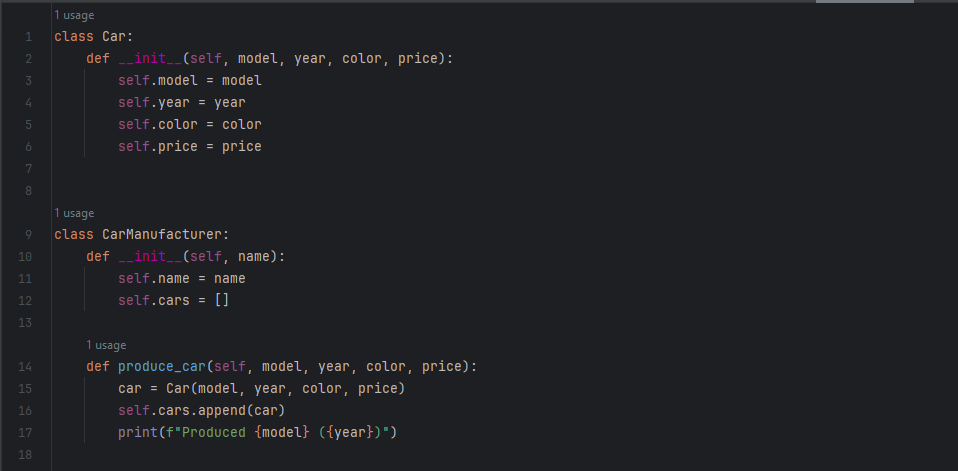 1 usage
1 class Car:
2     def __init__(self, model, year, color, price):
3         self.model = model
4         self.year = year
5         self.color = color
6         self.price = price
7
8
1 usage
9 class CarManufacturer:
10     def __init__(self, name):
11         self.name = name
12         self.cars = []
13
1 usage
14     def produce_car(self, model, year, color, price):
15         car = Car(model, year, color, price)
16         self.cars.append(car)
17         print(f"Produced {model} ({year})")
18